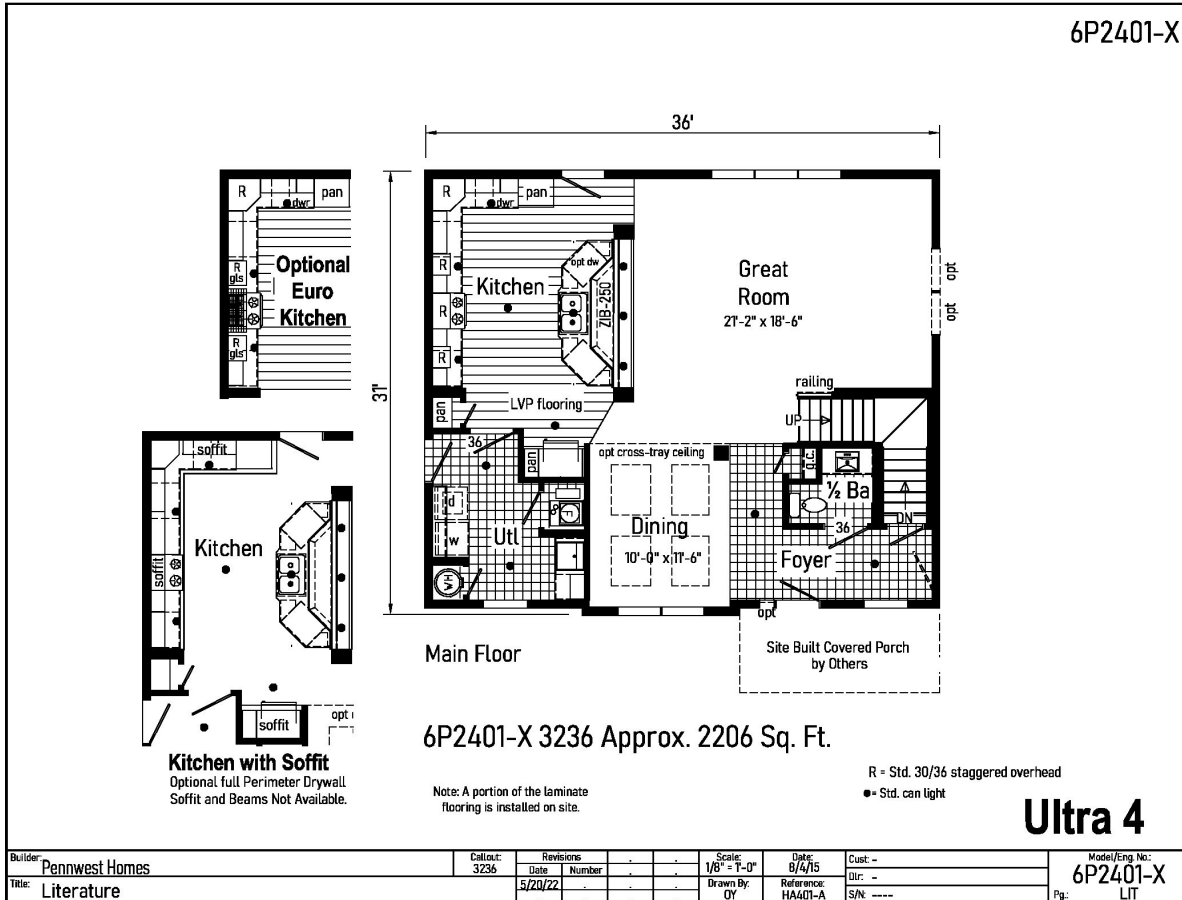 6P2401-X
36'
31'
R
dwr
pan
R
gls
R
gls
Optional
Euro
Kitchen
R
dwr
pan
R
R
R
Kitchen
opt dw
ZIB-250
Great
Room
21'-2" x 18'-6"
opt
opt
railing
UP
pan
LVP flooring
36
pan
opt cross-tray ceiling
g.c.
½ Ba
36
DN
d
w
Utl
F
WH
Dining
10'-0" x 11'-6"
Foyer
opt
soffit
soffit
Kitchen
soffit
opt
Main Floor
Site Built Covered Porch
by Others
Kitchen with Soffit
Optional full Perimeter Drywall
Soffit and Beams Not Available.
6P2401-X 3236 Approx. 2206 Sq. Ft.
Note: A portion of the laminate
flooring is installed on site.
R = Std. 30/36 staggered overhead
● = Std. can light
Ultra 4
Builder: Pennwest Homes
Title: Literature
Callout:
3236
Revisions
Date Number
5/20/22
Scale:
1/8" = 1'-0"
Drawn By:
OY
Date:
8/4/15
Reference:
HA401-A
Cust: -
Dlr: -
S/N: ----
Model/Eng. No.:
6P2401-X
Pg.: LIT